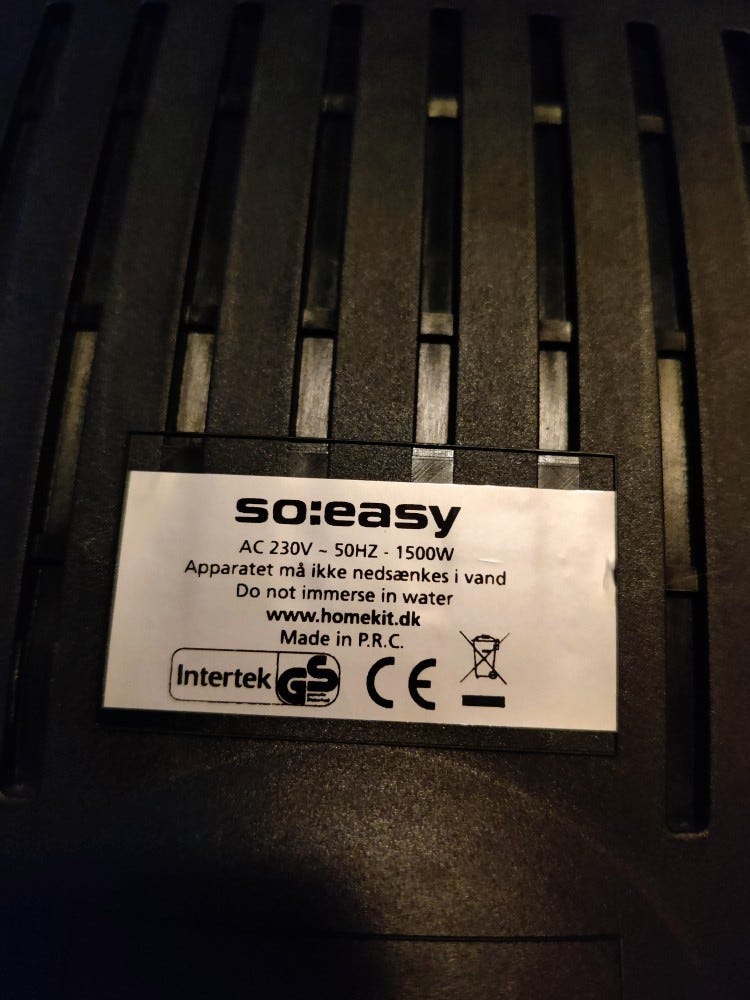 so:easy
AC 230V ~ 50HZ - 1500W
Apparatet må ikke nedsænkes i vand
Do not immerse in water
www.homekit.dk
Made in P.R.C.
Intertek GS CE